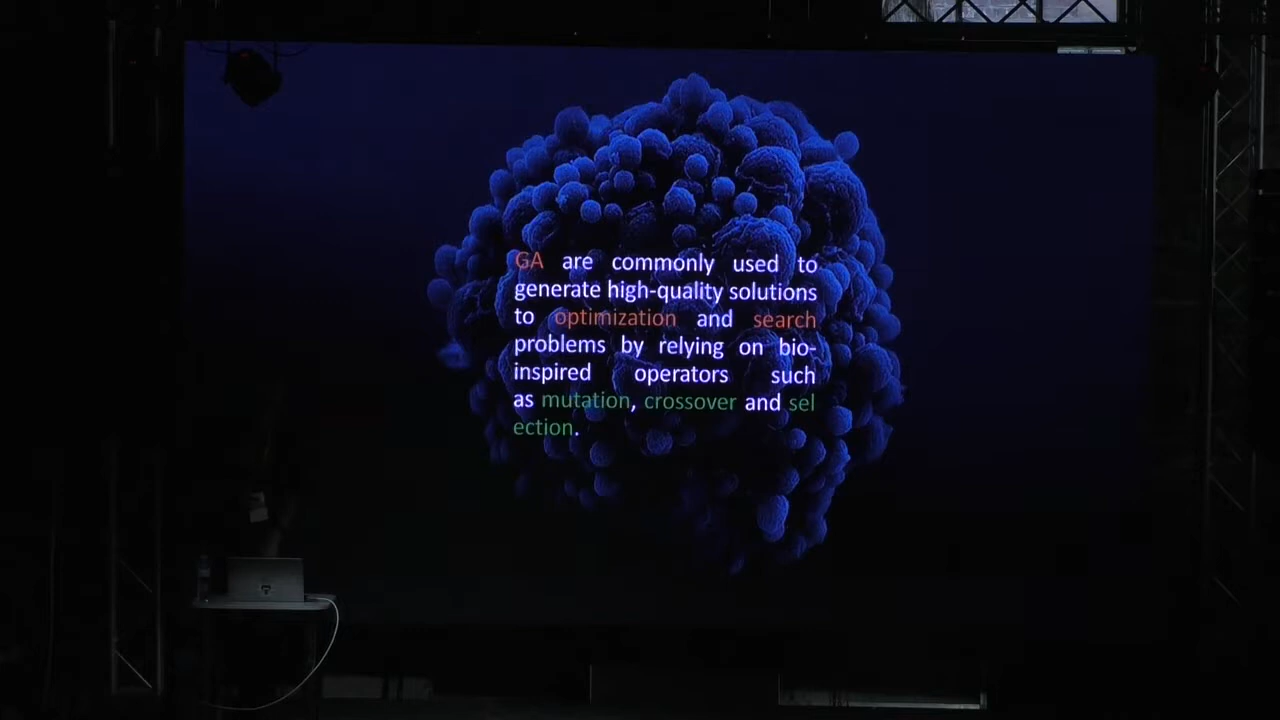 GA are commonly used to
generate high-quality solutions
to optimization and search
problems by relying on bio-
inspired operators such
as mutation, crossover and sel
ection.